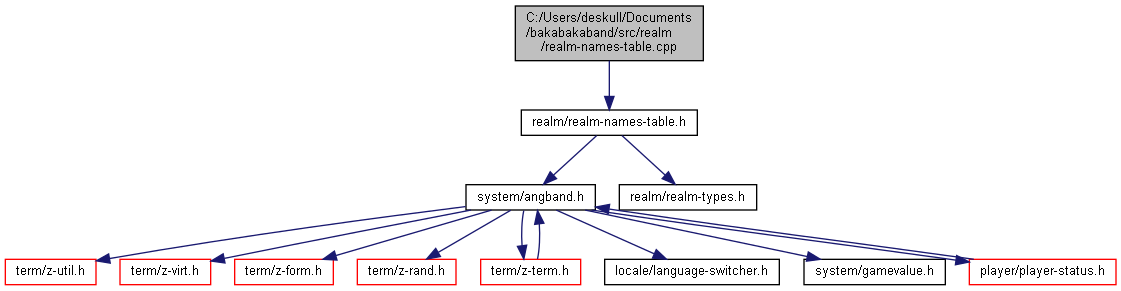 C:/Users/deskull/Documents
/bakabakaband/src/realm
/realm-names-table.cpp
realm/realm-names-table.h
system/angband.h
realm/realm-types.h
term/z-util.h
term/z-virt.h
term/z-form.h
term/z-rand.h
term/z-term.h
locale/language-switcher.h
system/gamevalue.h
player/player-status.h